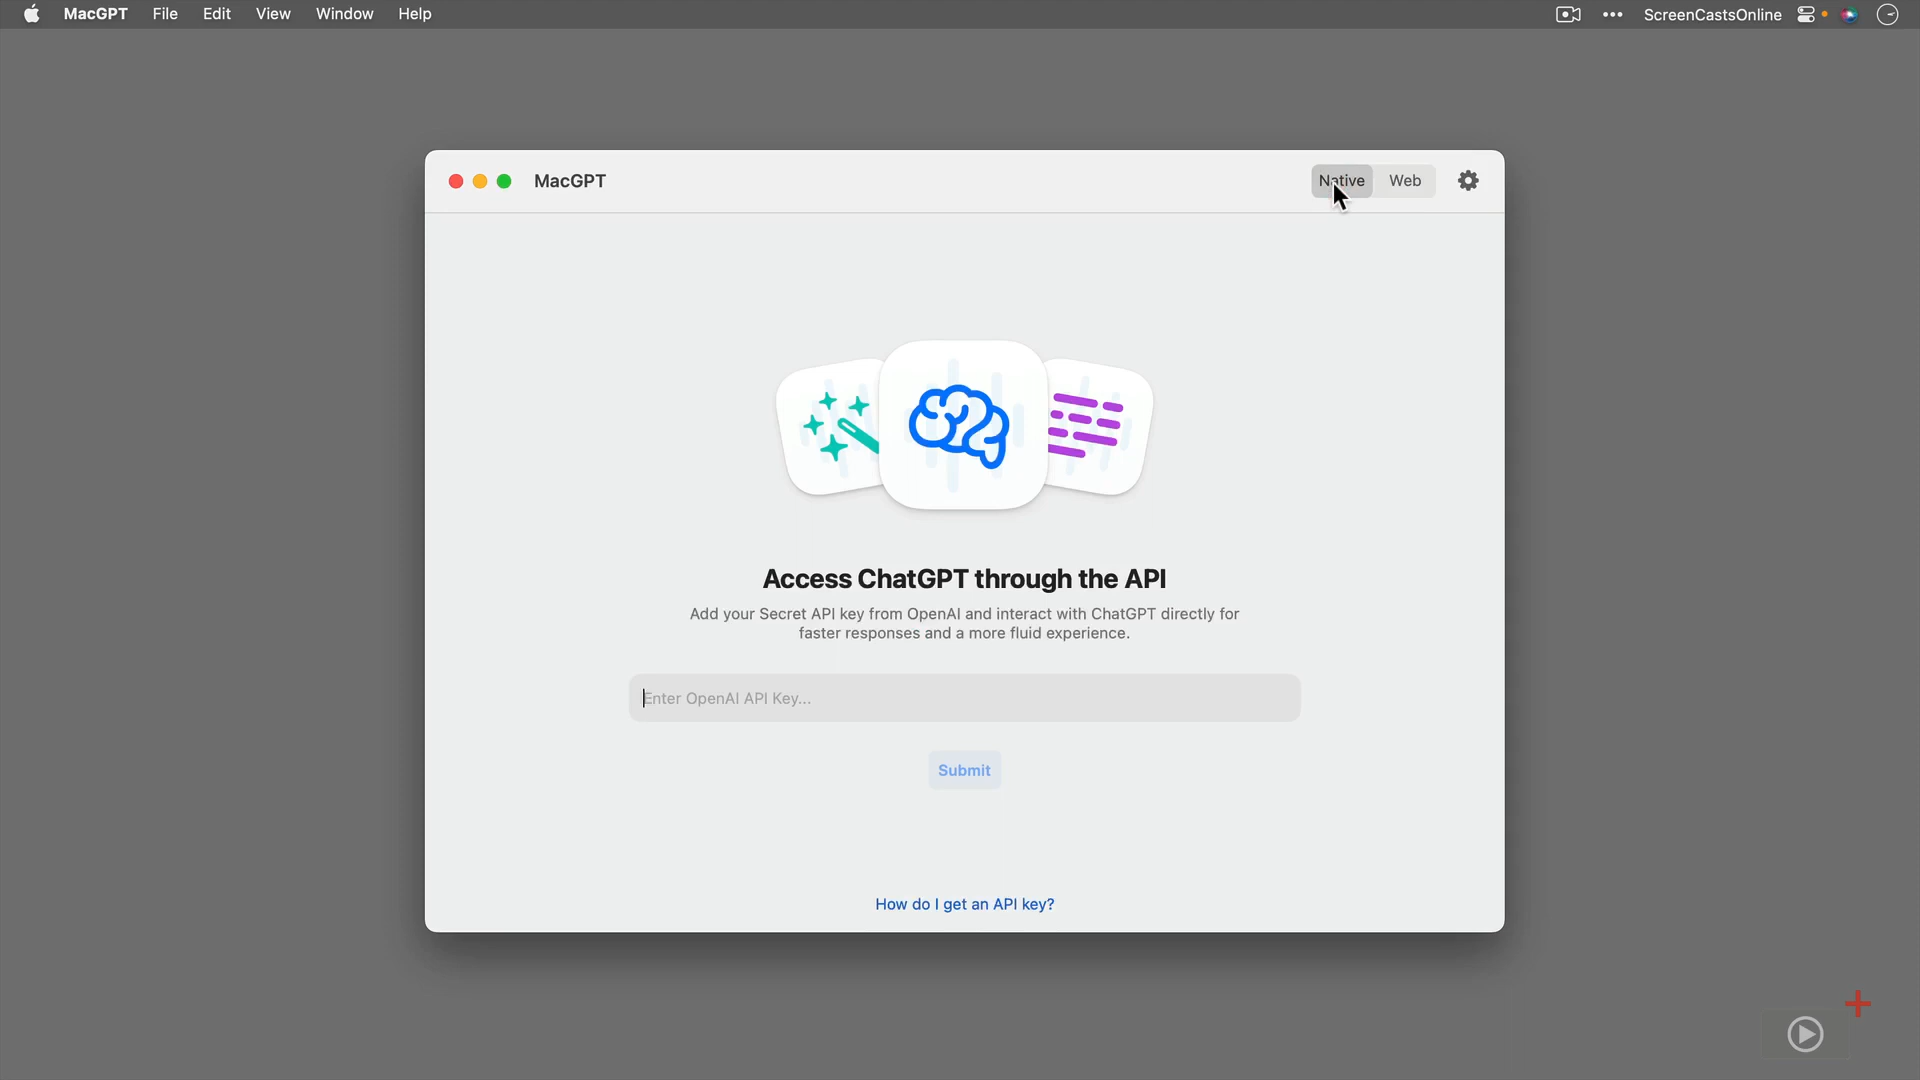 MacGPT File Edit View Window Help ScreenCastsOnline
MacGPT Native Web
Access ChatGPT through the API
Add your Secret API key from OpenAI and interact with ChatGPT directly for
faster responses and a more fluid experience.
Enter OpenAI API Key...
Submit
How do I get an API key?